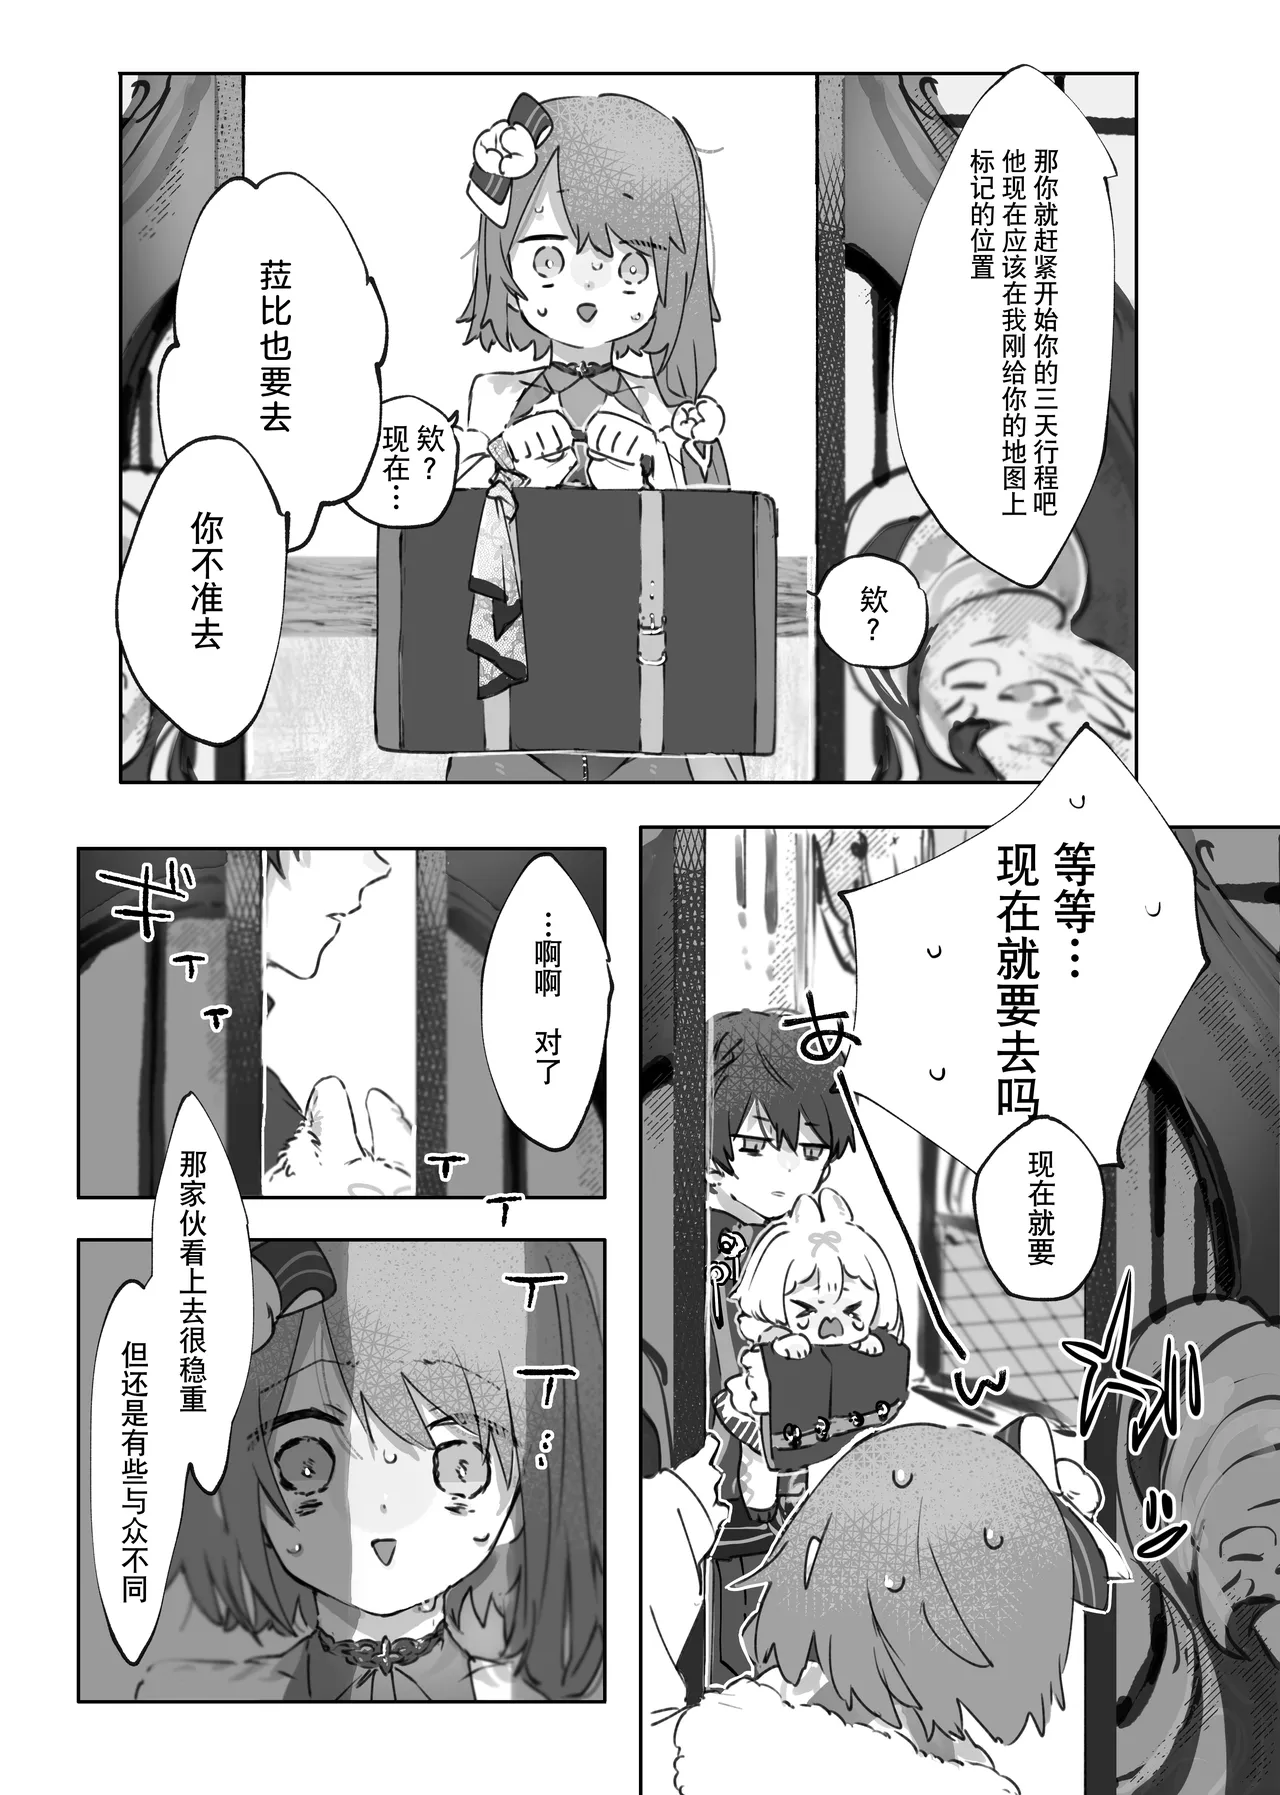 那你就赶紧开始你的三天行程吧
他现在应该在我刚给你的地图上
标记的位置
欸？
欸？
现在…
菈比也要去
你不准去
等等…
现在就要去吗
现在就要
あ
…啊啊
对了
ギ
T
T
T
那家伙看上去很稳重
但还是有些与众不同
T
T
：